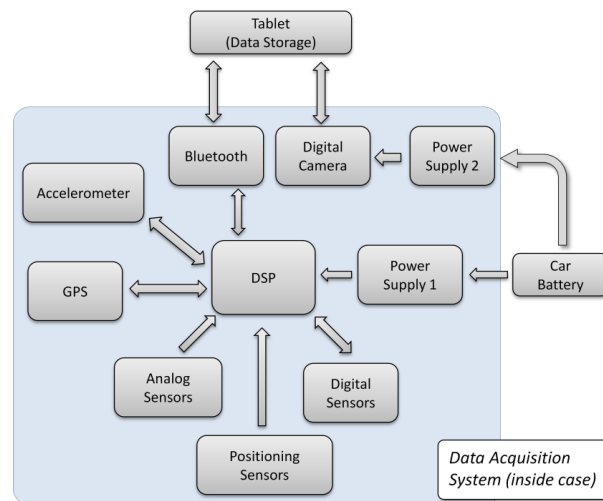 Tablet
(Data Storage)
Bluetooth
Digital
Camera
Power
Supply 2
Accelerometer
GPS
DSP
Power
Supply 1
Car
Battery
Analog
Sensors
Digital
Sensors
Positioning
Sensors
Data Acquisition
System (inside case)